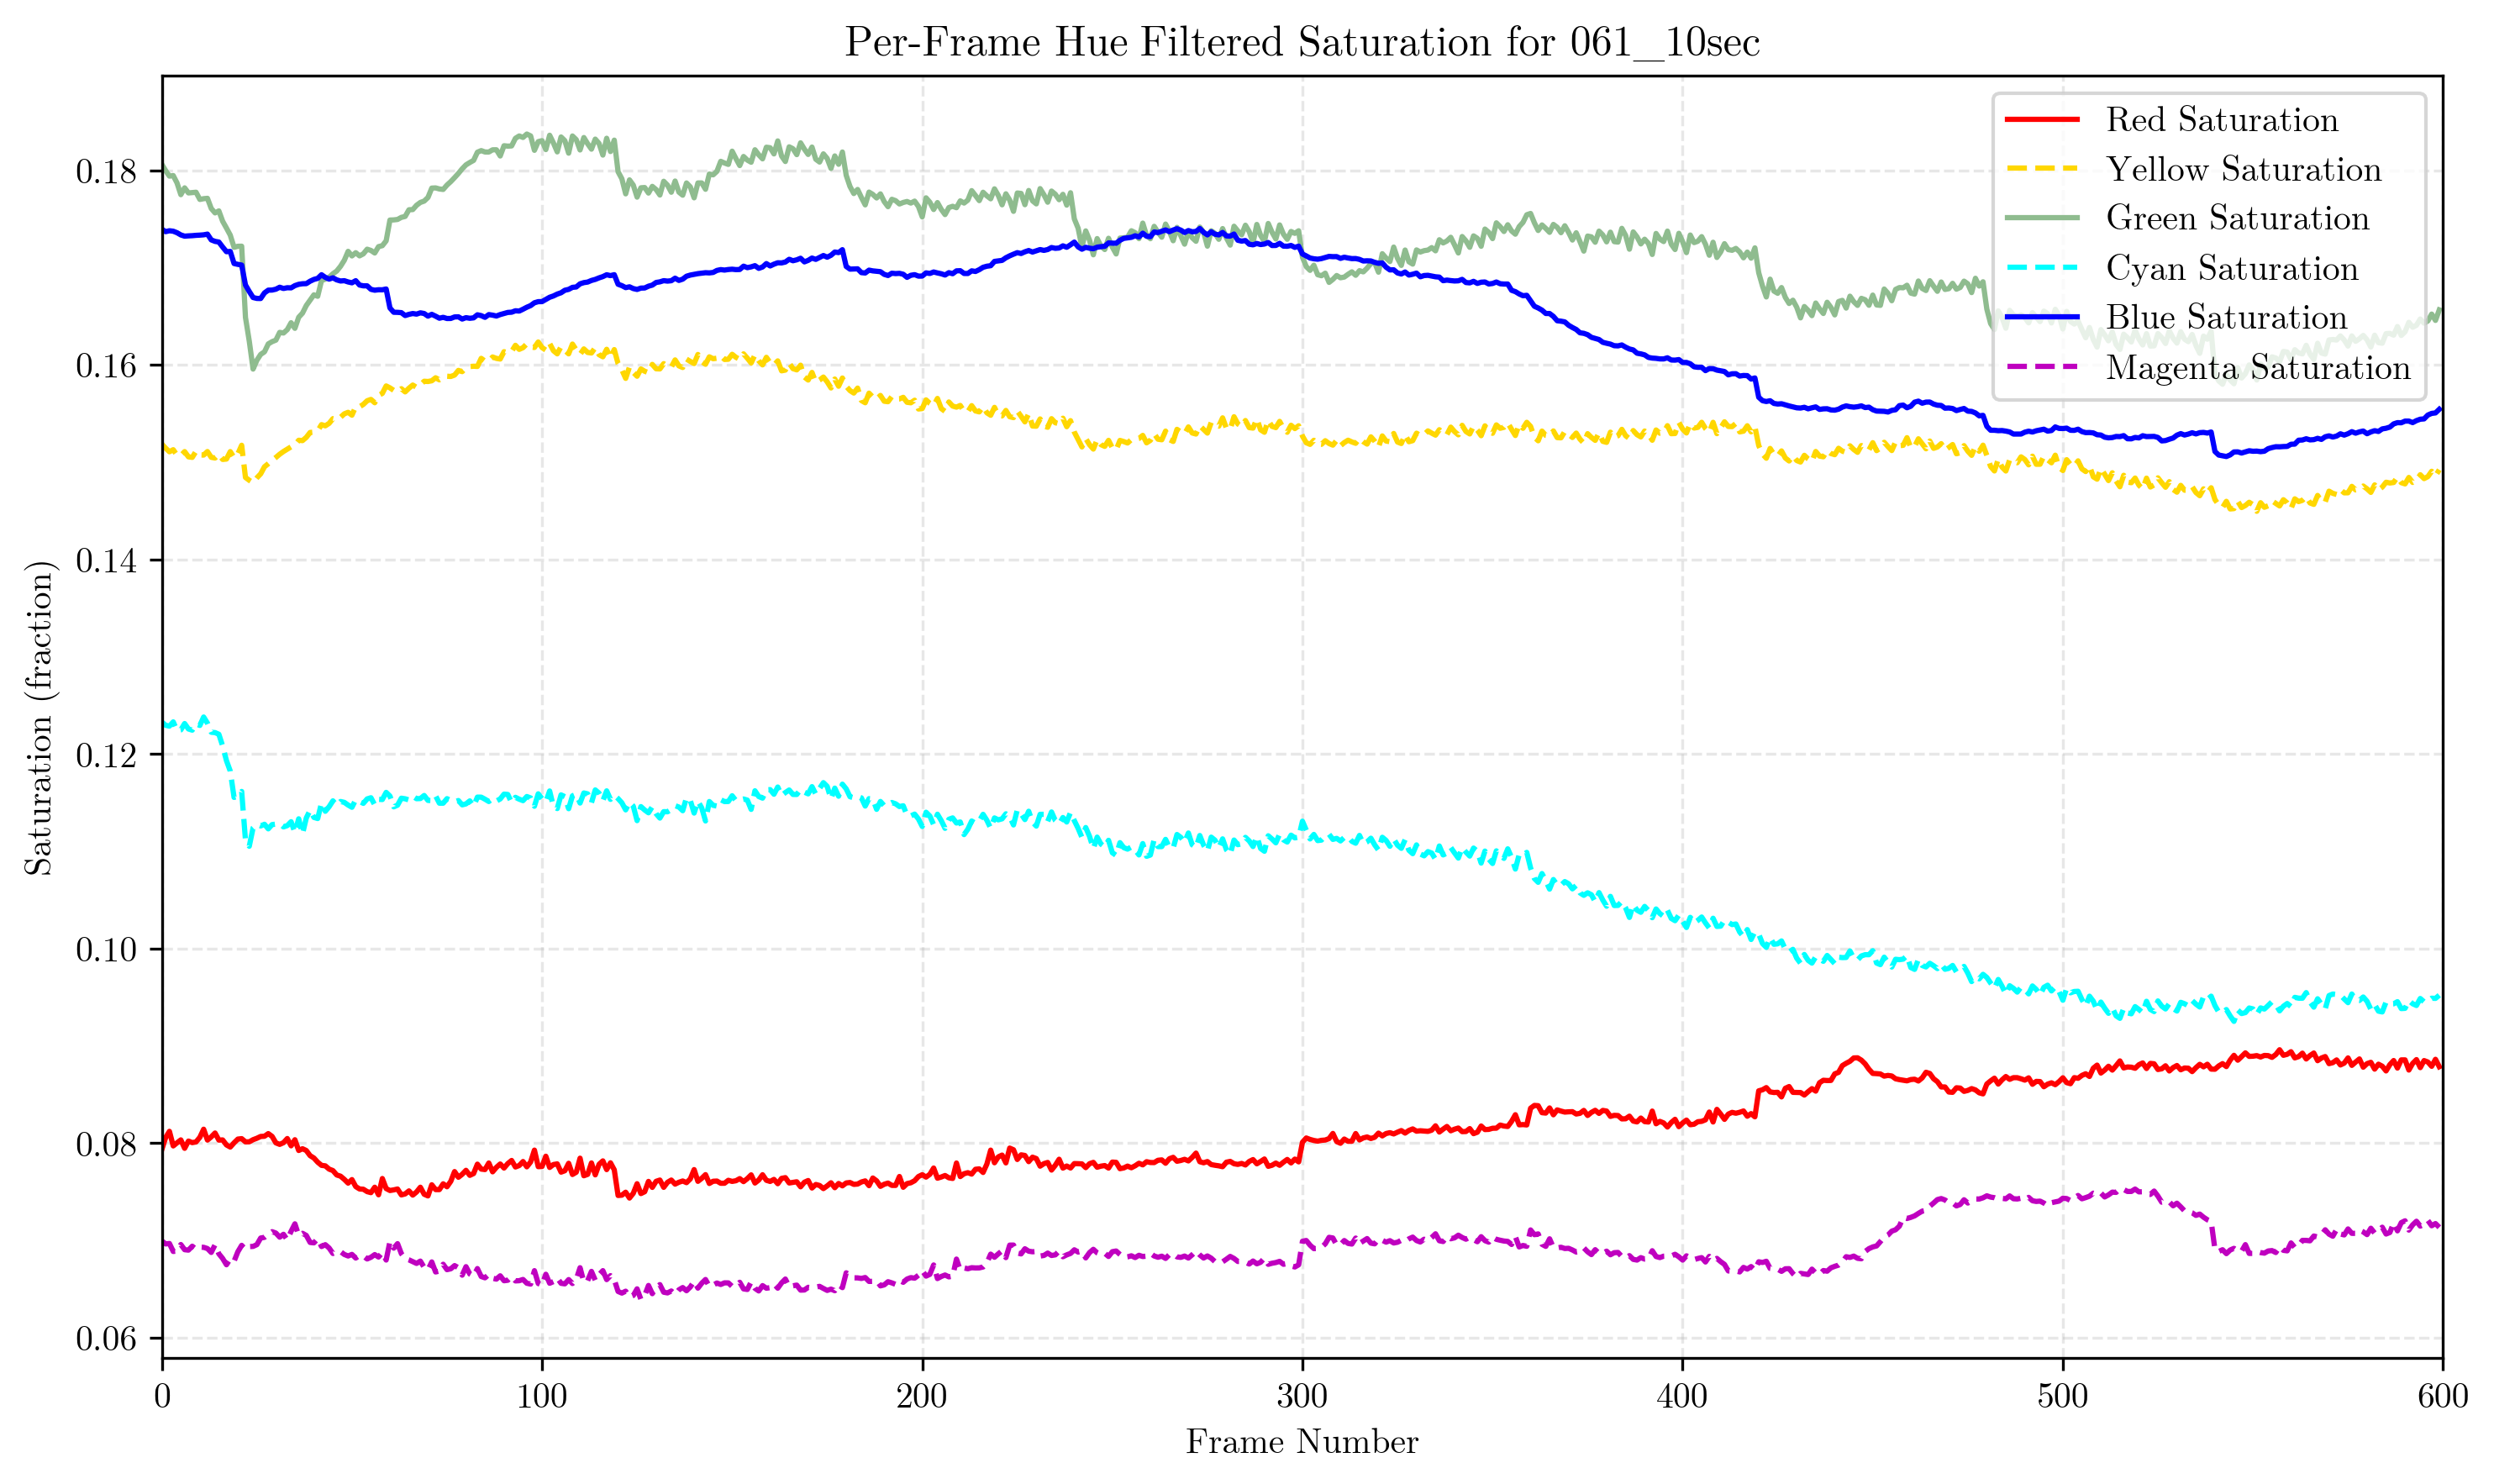 Per-Frame Hue Filtered Saturation for 061__10sec
Red Saturation
Yellow Saturation
Green Saturation
Cyan Saturation
Blue Saturation
Magenta Saturation
Saturation (fraction)
0.18
0.16
0.14
0.12
0.10
0.08
0.06
0 100 200 300 400 500 600
Frame Number